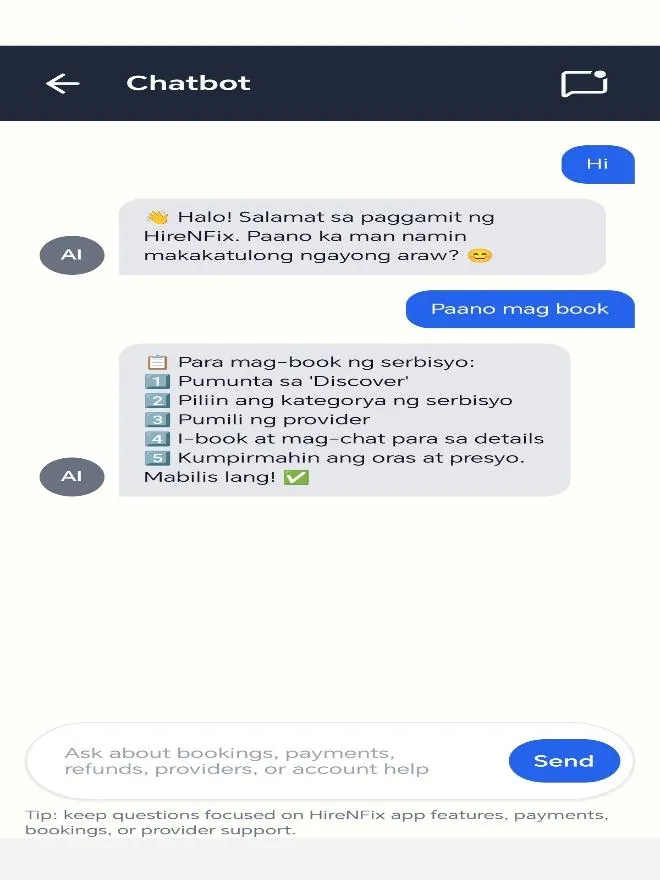 Chatbot
Hi
👋 Halo! Salamat sa paggamit ng
HireNFix. Paano ka man namin
makakatulong ngayong araw? 😊
AI
Paano mag book
📋 Para mag-book ng serbisyo:
1️⃣ Pumunta sa 'Discover'
2️⃣ Piliin ang kategorya ng serbisyo
3️⃣ Pumili ng provider
4️⃣ I-book at mag-chat para sa details
5️⃣ Kumpirmahin ang oras at presyo.
Mabilis lang! ✅
AI
Ask about bookings, payments,
refunds, providers, or account help
Send
Tip: keep questions focused on HireNFix app features, payments,
bookings, or provider support.